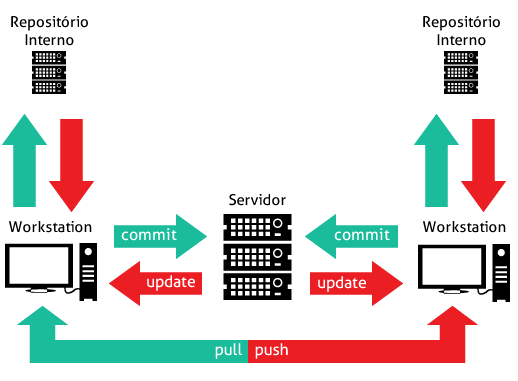 Repositório
Interno
Repositório
Interno
Workstation
Servidor
Workstation
commit
commit
update
update
pull
push